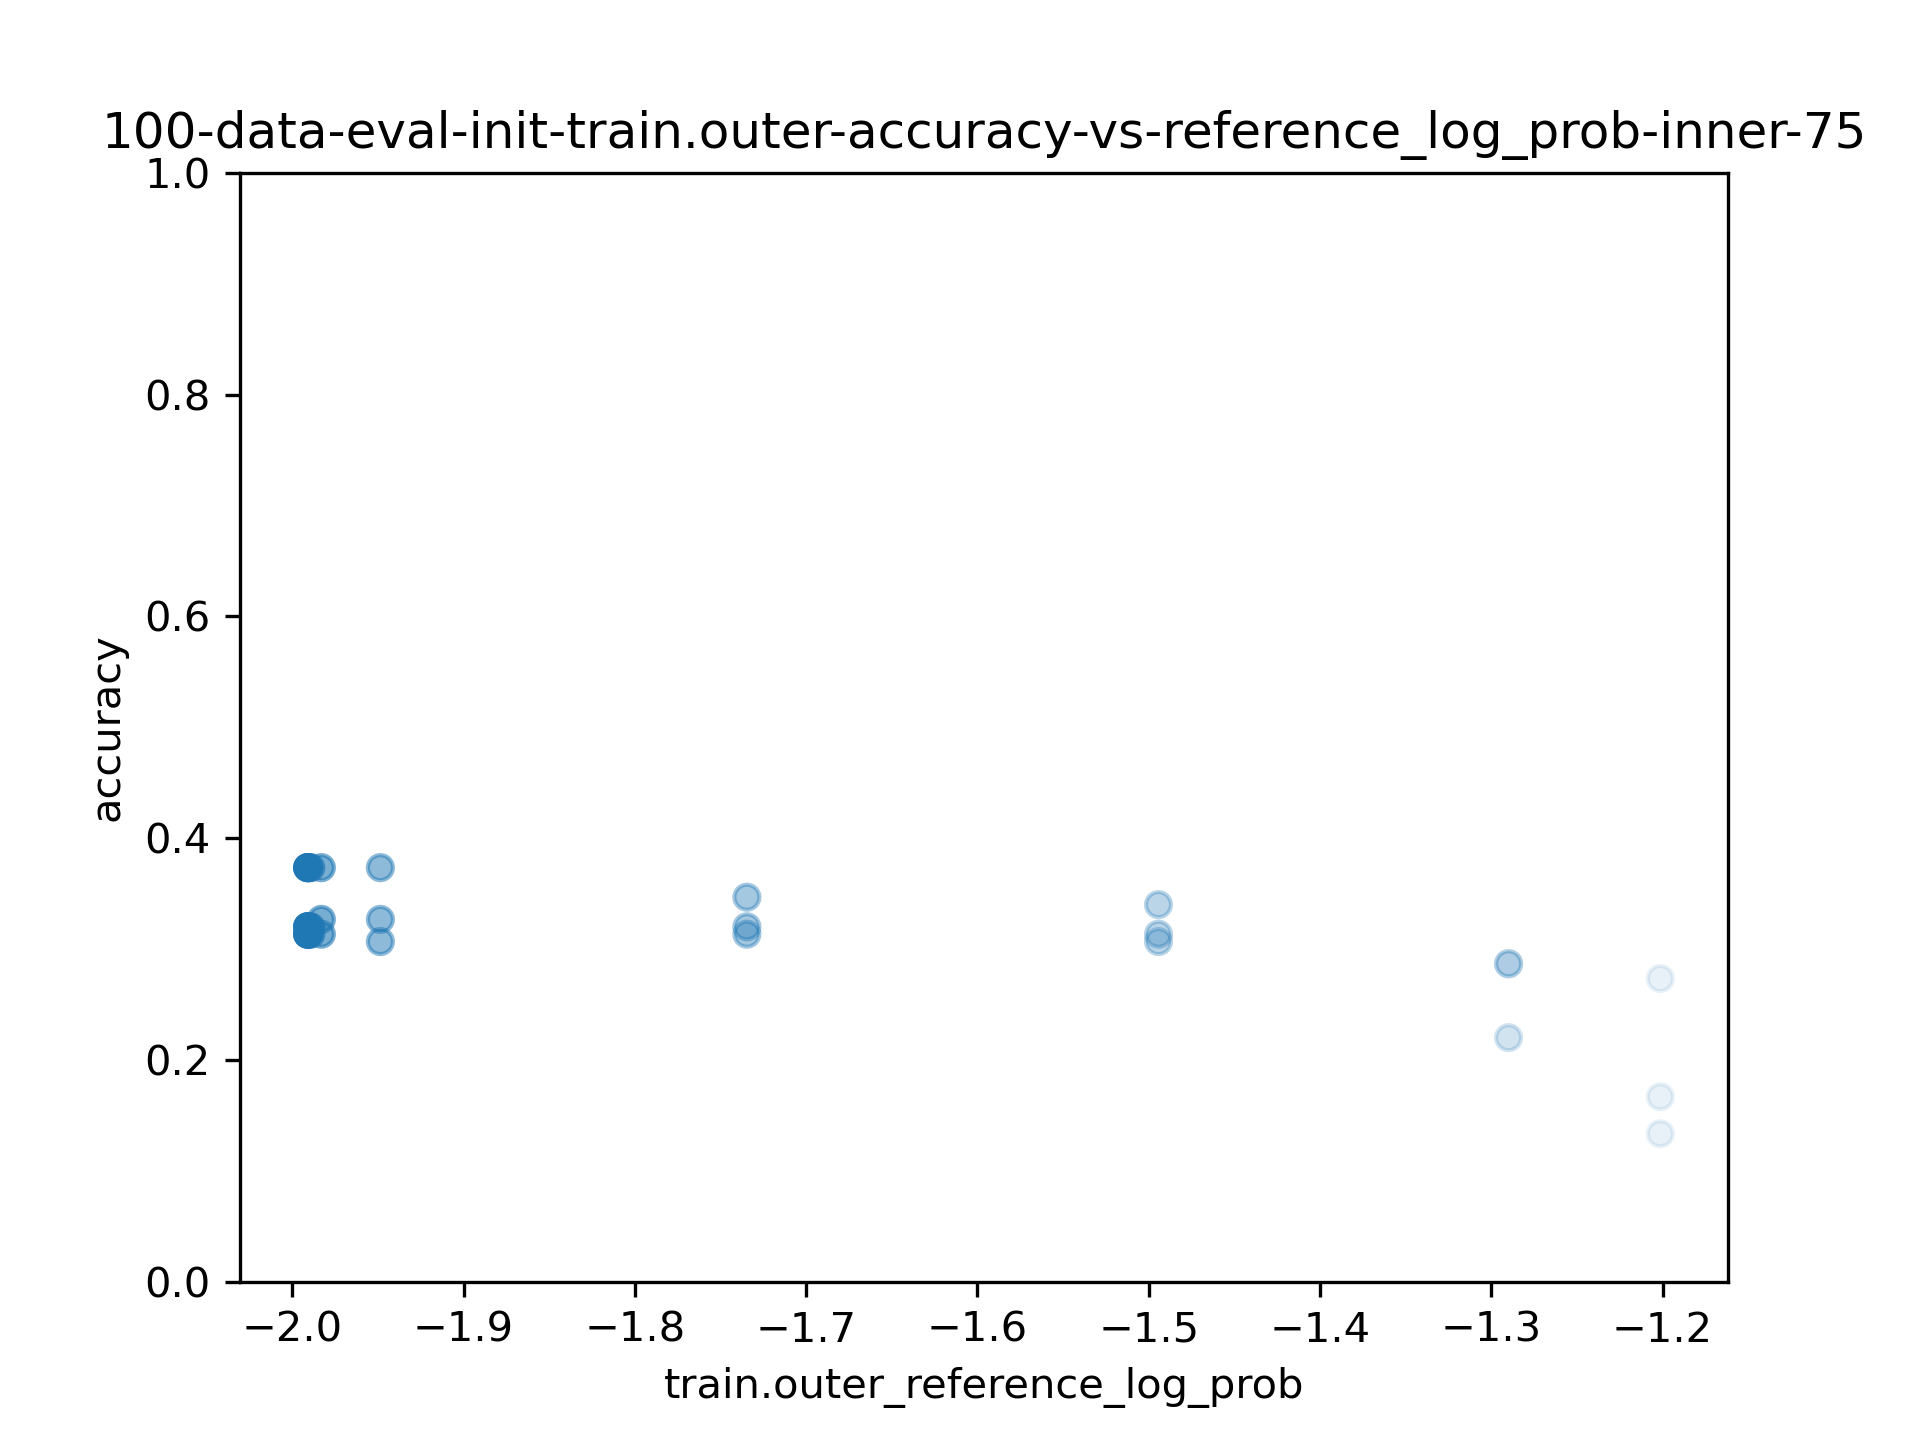 100-data-eval-init-train.outer-accuracy-vs-reference_log_prob-inner-75
1.0
0.8
0.6
0.4
0.2
0.0
accuracy
−2.0 −1.9 −1.8 −1.7 −1.6 −1.5 −1.4 −1.3 −1.2
train.outer_reference_log_prob